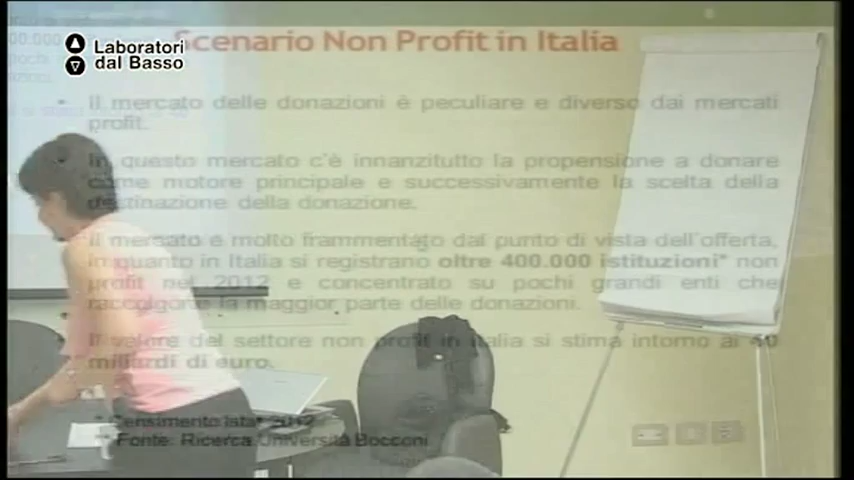 Laboratori
dal Basso
Scenario Non Profit in Italia
Il mercato delle donazioni è peculiare e diverso dai mercati
profit.
In questo mercato c'è innanzitutto la propensione a donare
come motore principale e successivamente la scelta della
destinazione della donazione.
Il mercato è molto frammentato dal punto di vista dell'offerta,
in quanto in Italia si registrano oltre 400.000 istituzioni* non
profit nel 2012 e concentrato su pochi grandi enti che
raccolgono la maggior parte delle donazioni.
Il valore del settore non profit in Italia si stima intorno ai 40
miliardi di euro.
* Censimento Istat 2012
Fonte: Ricerca Università Bocconi